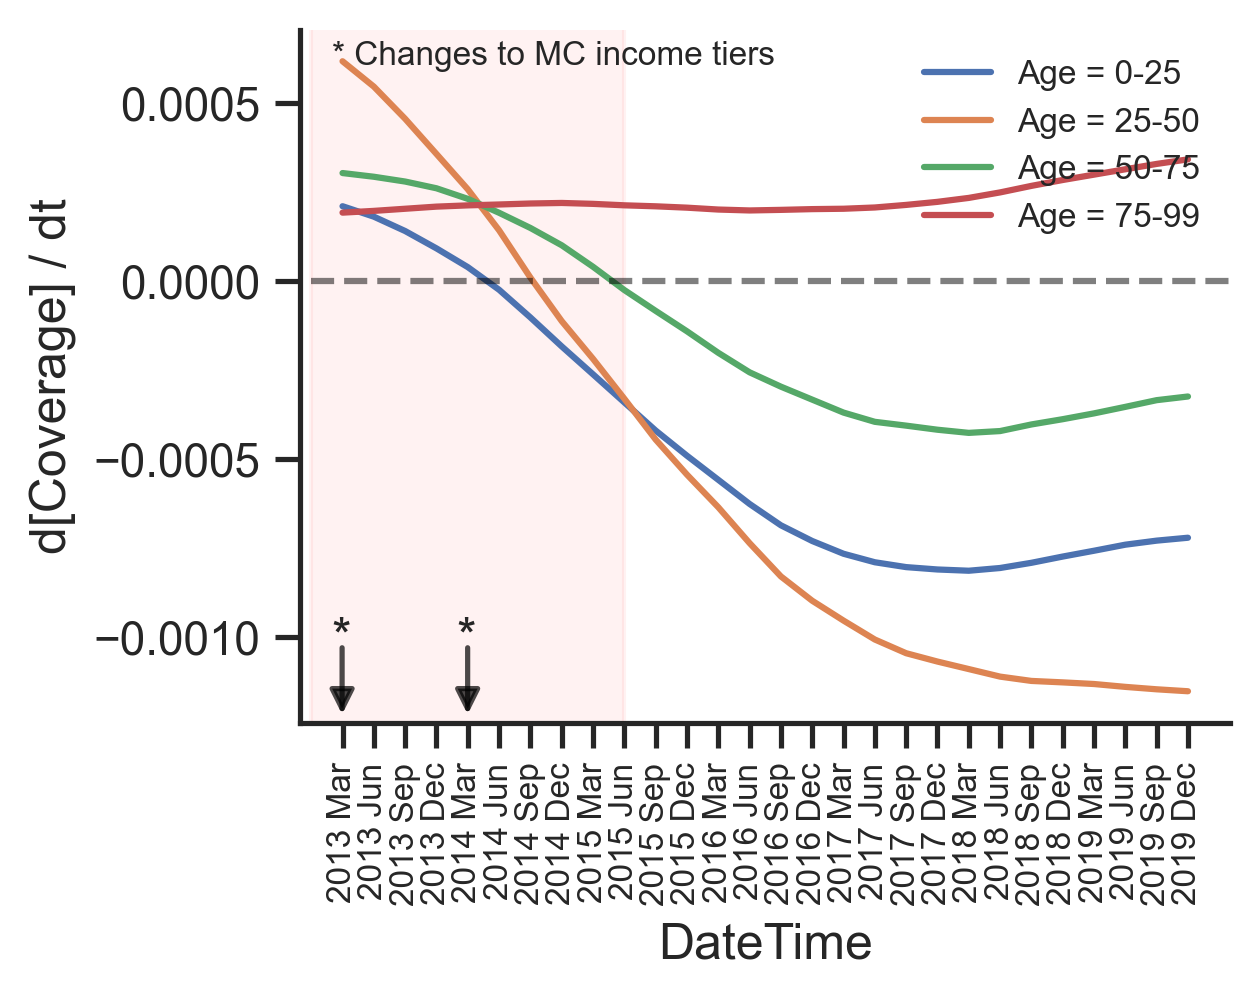 * Changes to MC income tiers
Age = 0-25
Age = 25-50
Age = 50-75
Age = 75-99
d[Coverage] / dt
0.0005
0.0000
−0.0005
−0.0010
* *
2013 Mar
2013 Jun
2013 Sep
2013 Dec
2014 Mar
2014 Jun
2014 Sep
2014 Dec
2015 Mar
2015 Jun
2015 Sep
2015 Dec
2016 Mar
2016 Jun
2016 Sep
2016 Dec
2017 Mar
2017 Jun
2017 Sep
2017 Dec
2018 Mar
2018 Jun
2018 Sep
2018 Dec
2019 Mar
2019 Jun
2019 Sep
2019 Dec
DateTime